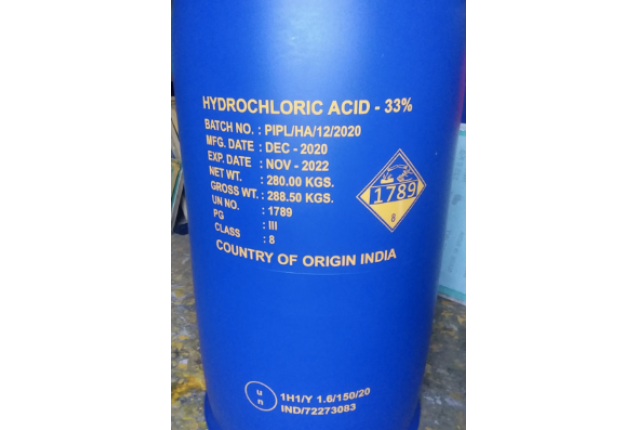 HYDROCHLORIC ACID - 33%
BATCH NO. : PIPL/HA/12/2020
MFG. DATE : DEC - 2020
EXP. DATE : NOV - 2022
NET WT. : 280.00 KGS.
GROSS WT. : 288.50 KGS.
UN NO. : 1789
PG : III
CLASS : 8
COUNTRY OF ORIGIN INDIA
1789
8
u
n
1H1/Y 1.6/150/20
IND/72273083